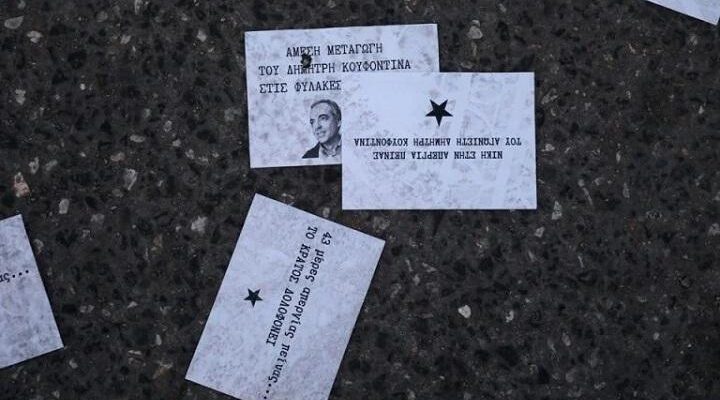 ΑΜΕΣΗ ΜΕΤΑΓΩΓΗ
ΤΟΥ ΔΗΜΗΤΡΗ ΚΟΥΦΟΝΤΙΝΑ
ΣΤΙΣ ΦΥΛΑΚΕΣ
ΝΙΚΗ ΣΤΗΝ ΑΠΕΡΓΙΑ ΠΕΙΝΑΣ
ΤΟΥ ΑΓΩΝΙΣΤΗ ΔΗΜΗΤΡΗ ΚΟΥΦΟΝΤΙΝΑ
43 μέρες απεργίας πείνας
ΤΟ ΚΡΑΤΟΣ ΔΟΛΟΦΟΝΕΙ...